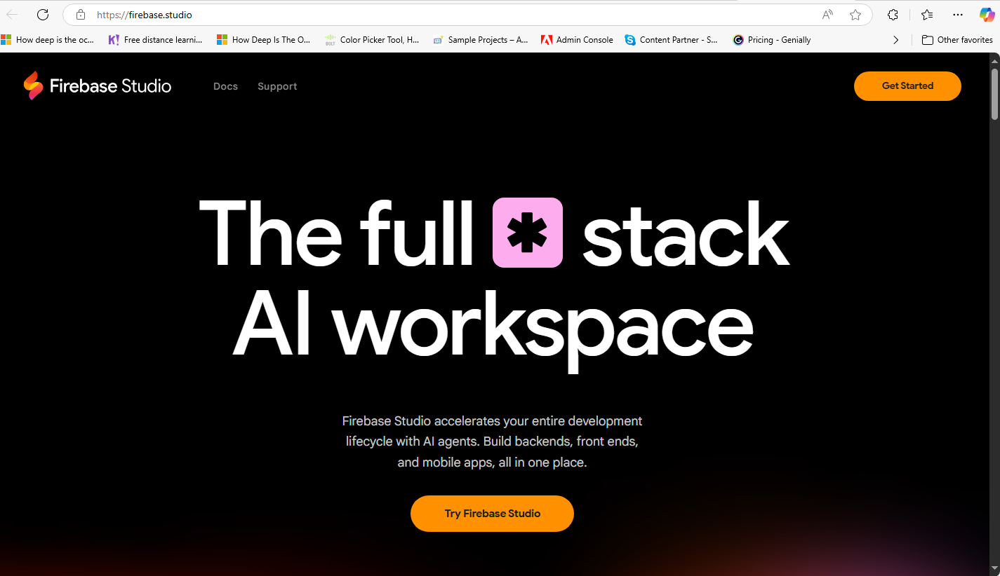 https://firebase.studio
How deep is the oc...
Free distance learni...
How Deep Is The O...
Color Picker Tool, H...
Sample Projects – A...
Admin Console
Content Partner - S...
Pricing - Genially
Other favorites
Firebase Studio
Docs
Support
Get Started
The full * stack
AI workspace
Firebase Studio accelerates your entire development
lifecycle with AI agents. Build backends, front ends,
and mobile apps, all in one place.
Try Firebase Studio